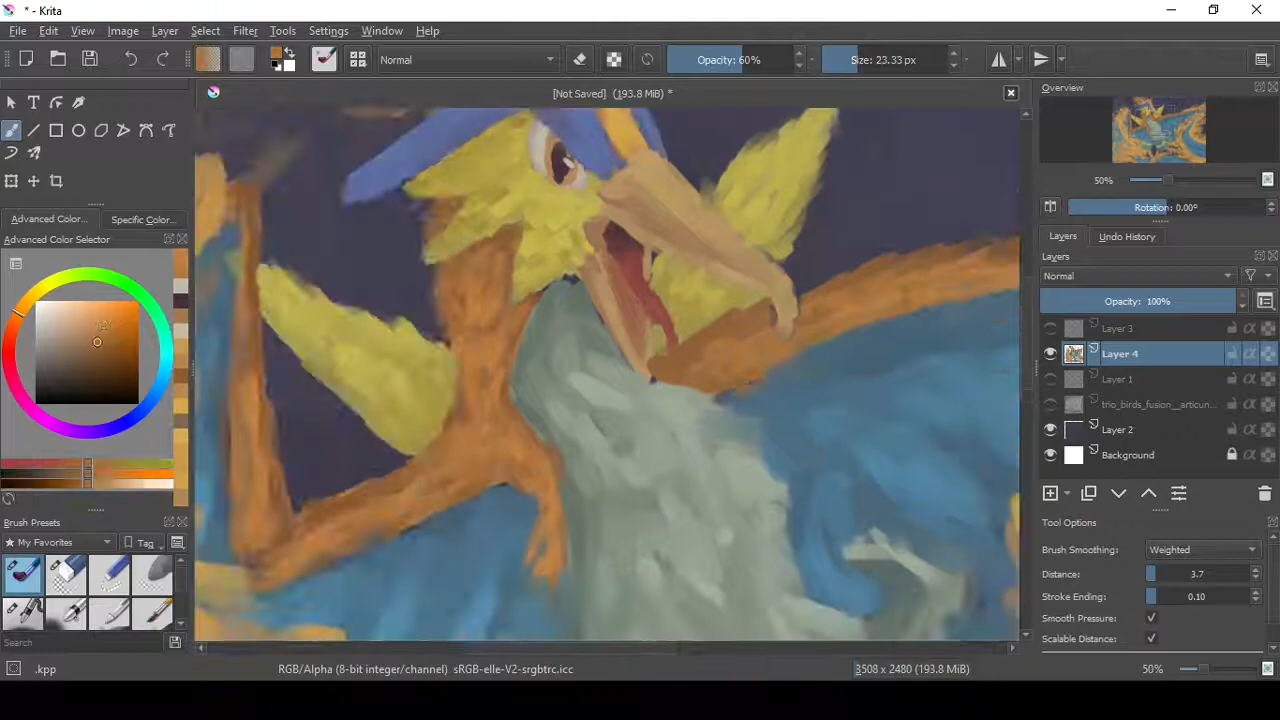 * - Krita
File Edit View Image Layer Select Filter Tools Settings Window Help
Normal Opacity: 60% Size: 23.33 px
[Not Saved] (193.8 MiB) *
Overview
50%
Rotation: 0.00°
Advanced Color... Specific Color...
Advanced Color Selector
Layers Undo History
Layers
Normal
Opacity: 100%
Layer 3
Layer 4
Layer 1
trio_birds_fusion__articun...
Layer 2
Background
Brush Presets
My Favorites Tag
Search
Tool Options
Brush Smoothing: Weighted
Distance: 3.7
Stroke Ending: 0.10
Smooth Pressure:
Scalable Distance:
.kpp RGB/Alpha (8-bit integer/channel) sRGB-elle-V2-srgbtrc.icc 3508 x 2480 (193.8 MiB) 50%